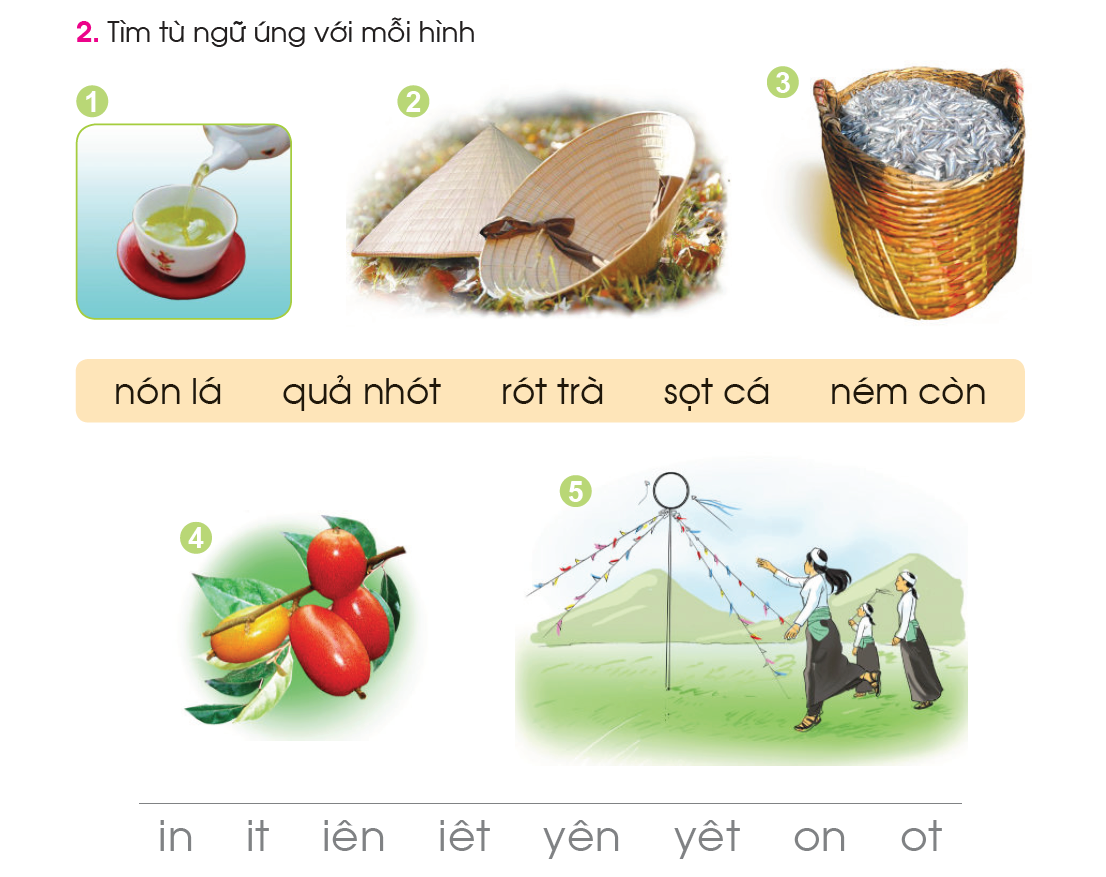 2. Tìm từ ngữ ứng với mỗi hình
1
2
3
nón lá quả nhót rót trà sọt cá ném còn
4
5
in it iên iêt yên yêt on ot